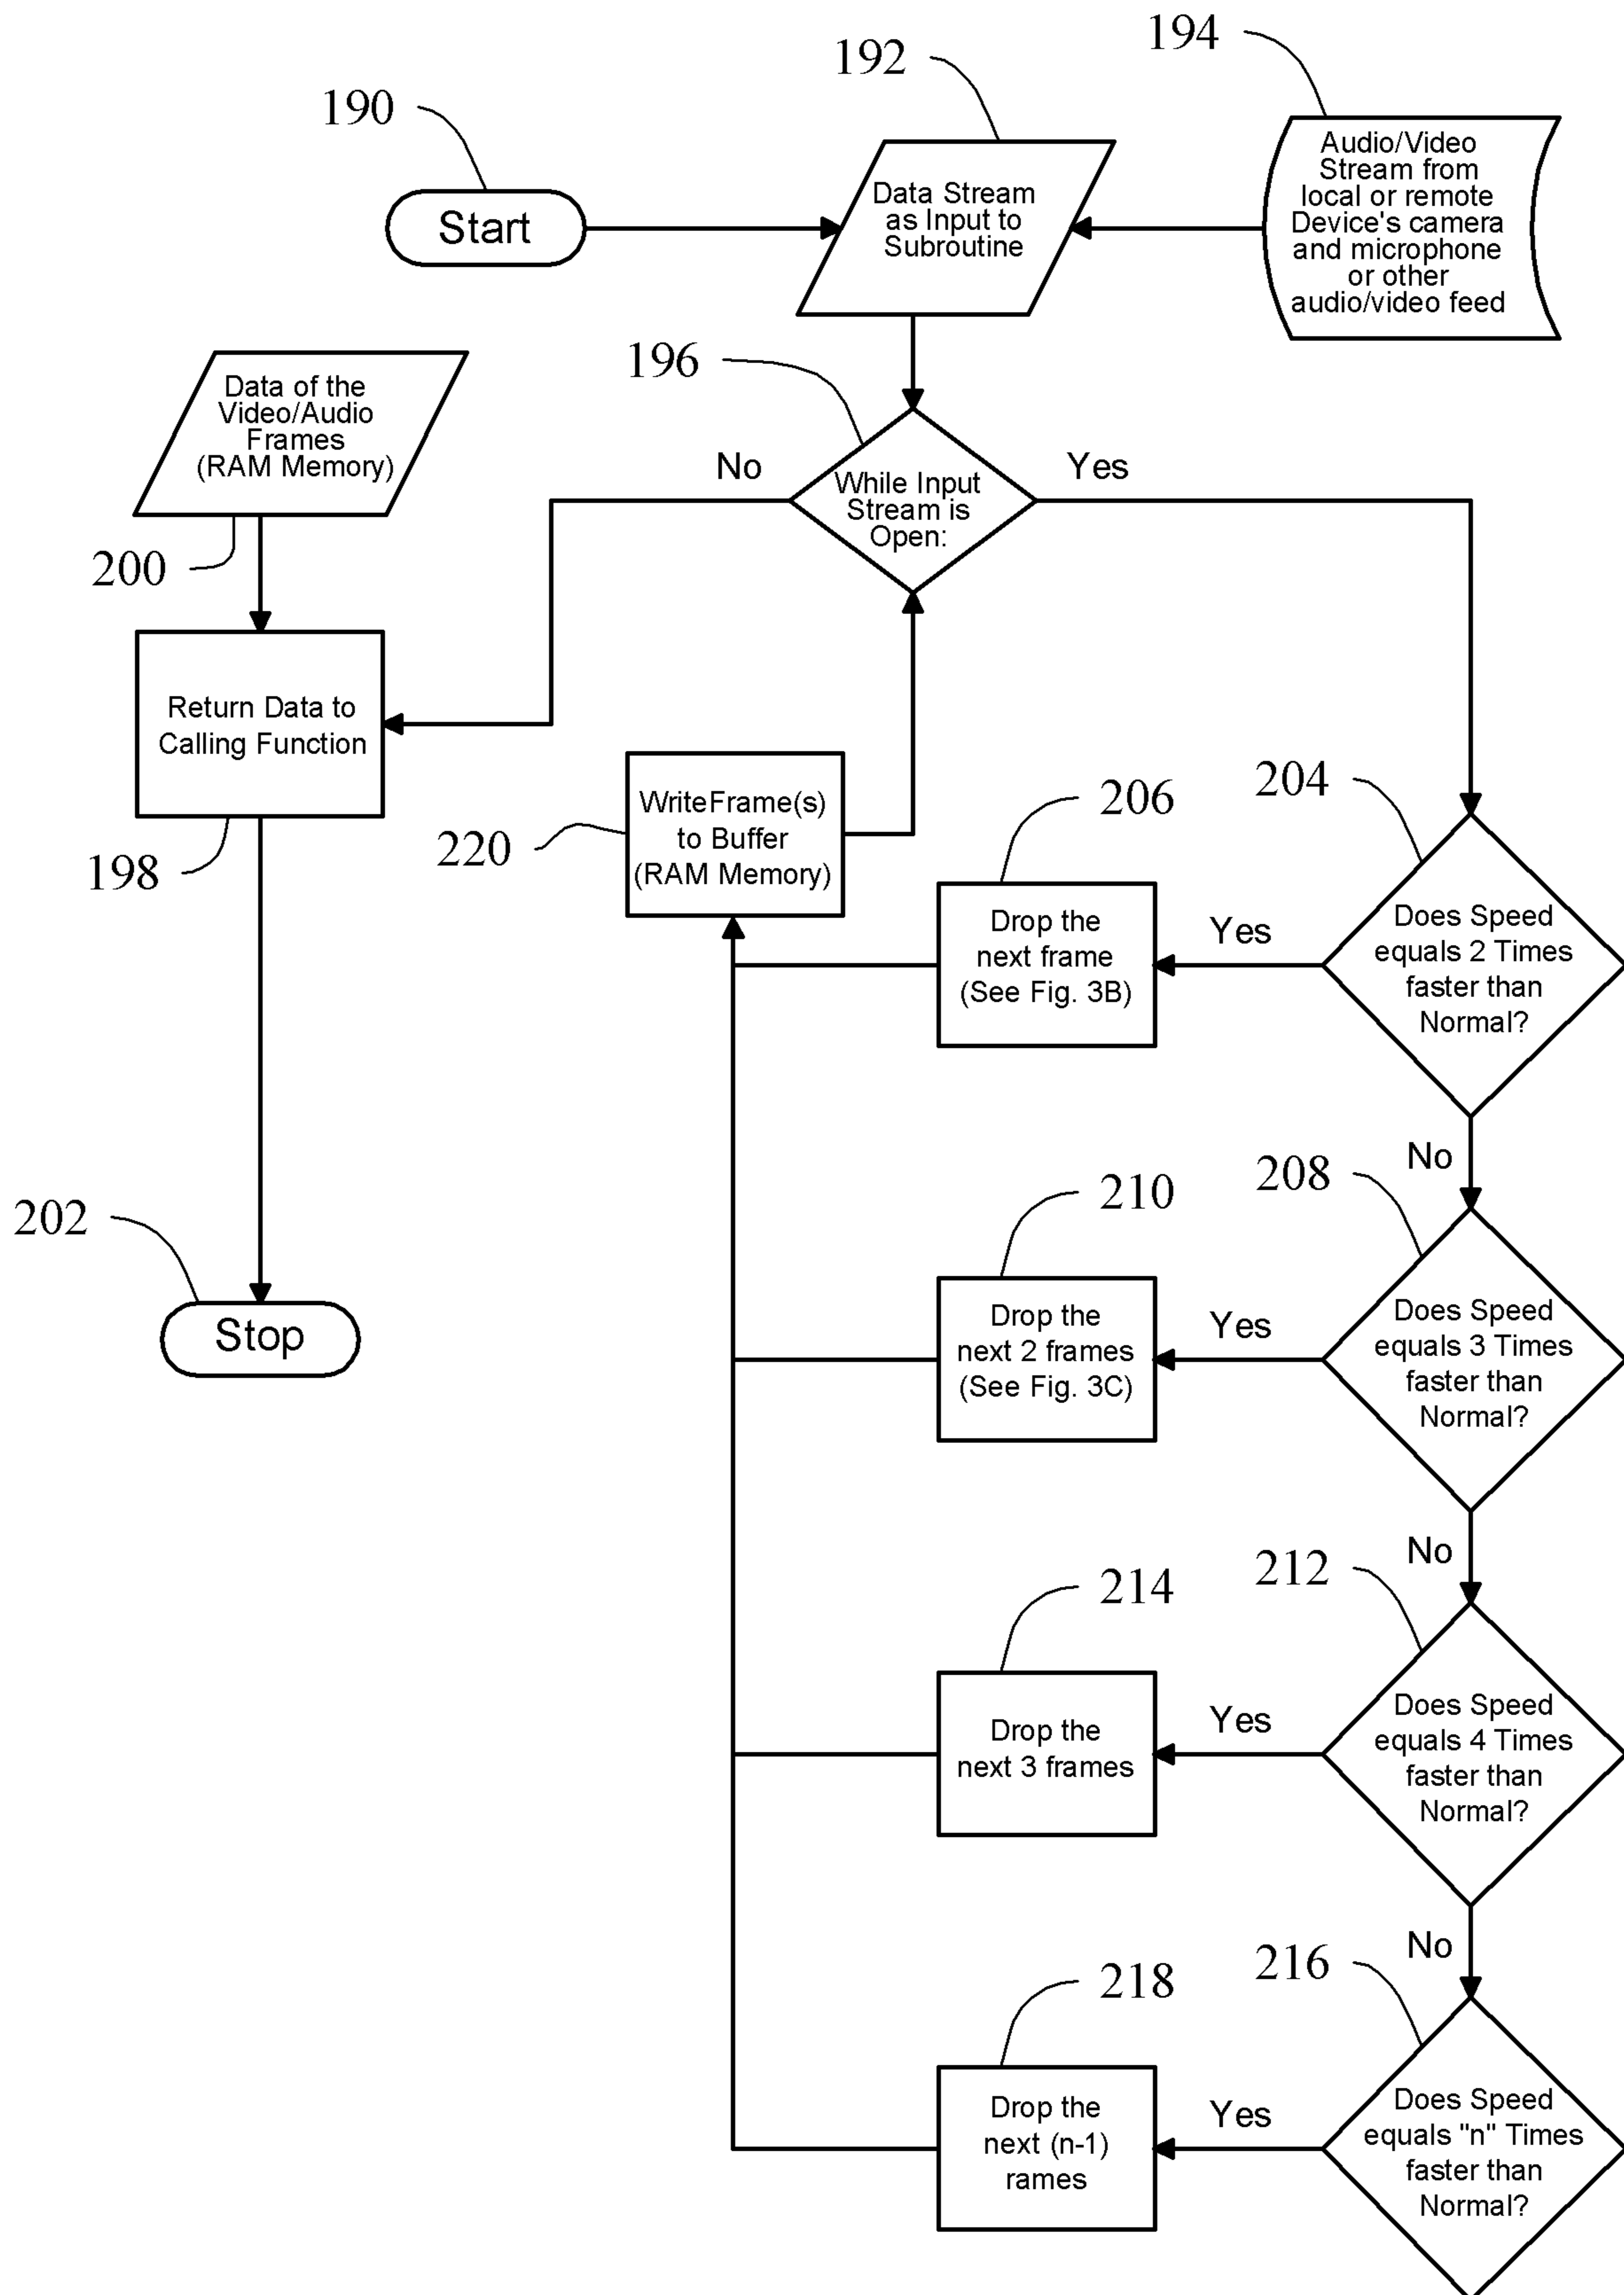 194
192
190
Audio/Video
Stream from
local or remote
Device's camera
and microphone
or other
audio/video feed
Data Stream
as Input to
Subroutine
Start
196
Data of the
Video/Audio
Frames
(RAM Memory)
No
Yes
While Input
Stream is
Open:
200
Return Data to
Calling Function
198
WriteFrame(s)
to Buffer
(RAM Memory)
220
206
204
Drop the
next frame
(See Fig. 3B)
Yes
Does Speed
equals 2 Times
faster than
Normal?
No
202
Stop
210
208
Drop the
next 2 frames
(See Fig. 3C)
Yes
Does Speed
equals 3 Times
faster than
Normal?
No
214
212
Drop the
next 3 frames
Yes
Does Speed
equals 4 Times
faster than
Normal?
No
218
216
Drop the
next (n-1)
rames
Yes
Does Speed
equals "n" Times
faster than
Normal?